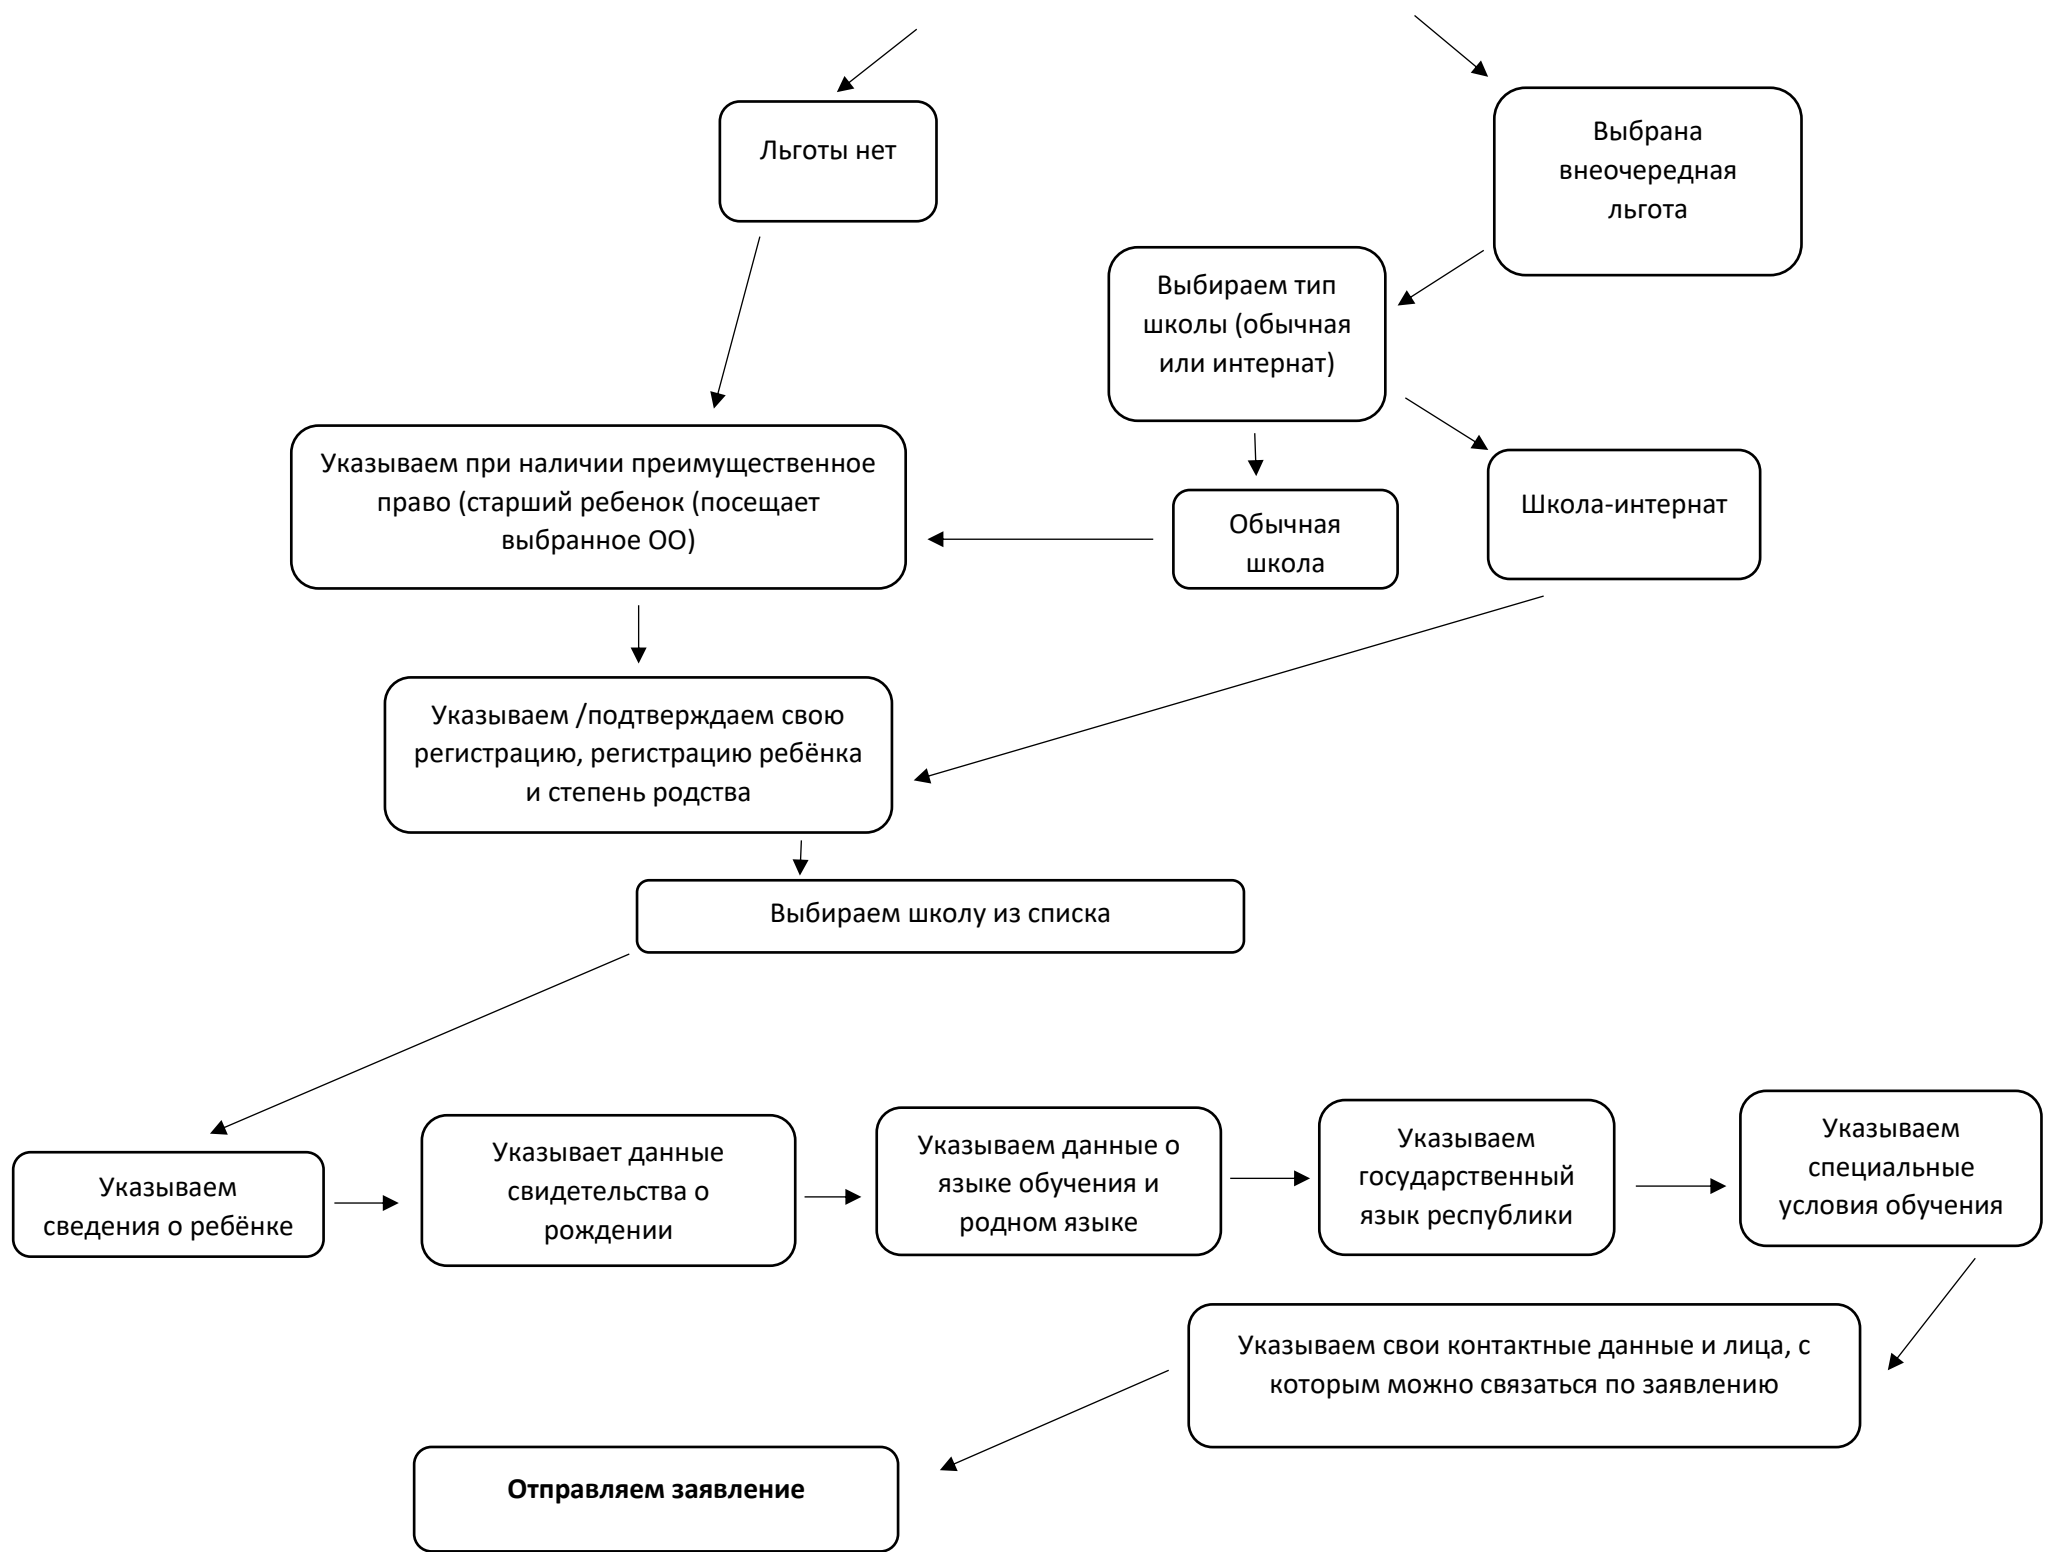 Льготы нет
Выбрана
внеочередная
льгота
Выбираем тип
школы (обычная
или интернат)
Указываем при наличии преимущественное
право (старший ребенок (посещает
выбранное ОО)
Обычная
школа
Школа-интернат
Указываем /подтверждаем свою
регистрацию, регистрацию ребёнка
и степень родства
Выбираем школу из списка
Указываем
сведения о ребёнке
Указывает данные
свидетельства о
рождении
Указываем данные о
языке обучения и
родном языке
Указываем
государственный
язык республики
Указываем
специальные
условия обучения
Указываем свои контактные данные и лица, с
которым можно связаться по заявлению
Отправляем заявление